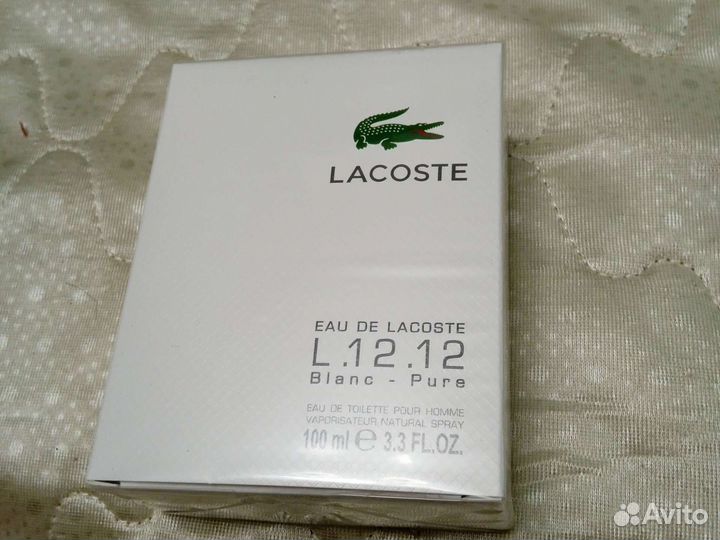 LACOSTE
EAU DE LACOSTE
L.12.12
Blanc - Pure
EAU DE TOILETTE POUR HOMME
VAPORISATEUR NATURAL SPRAY
100 ml e 3.3 FL.OZ.
Avito